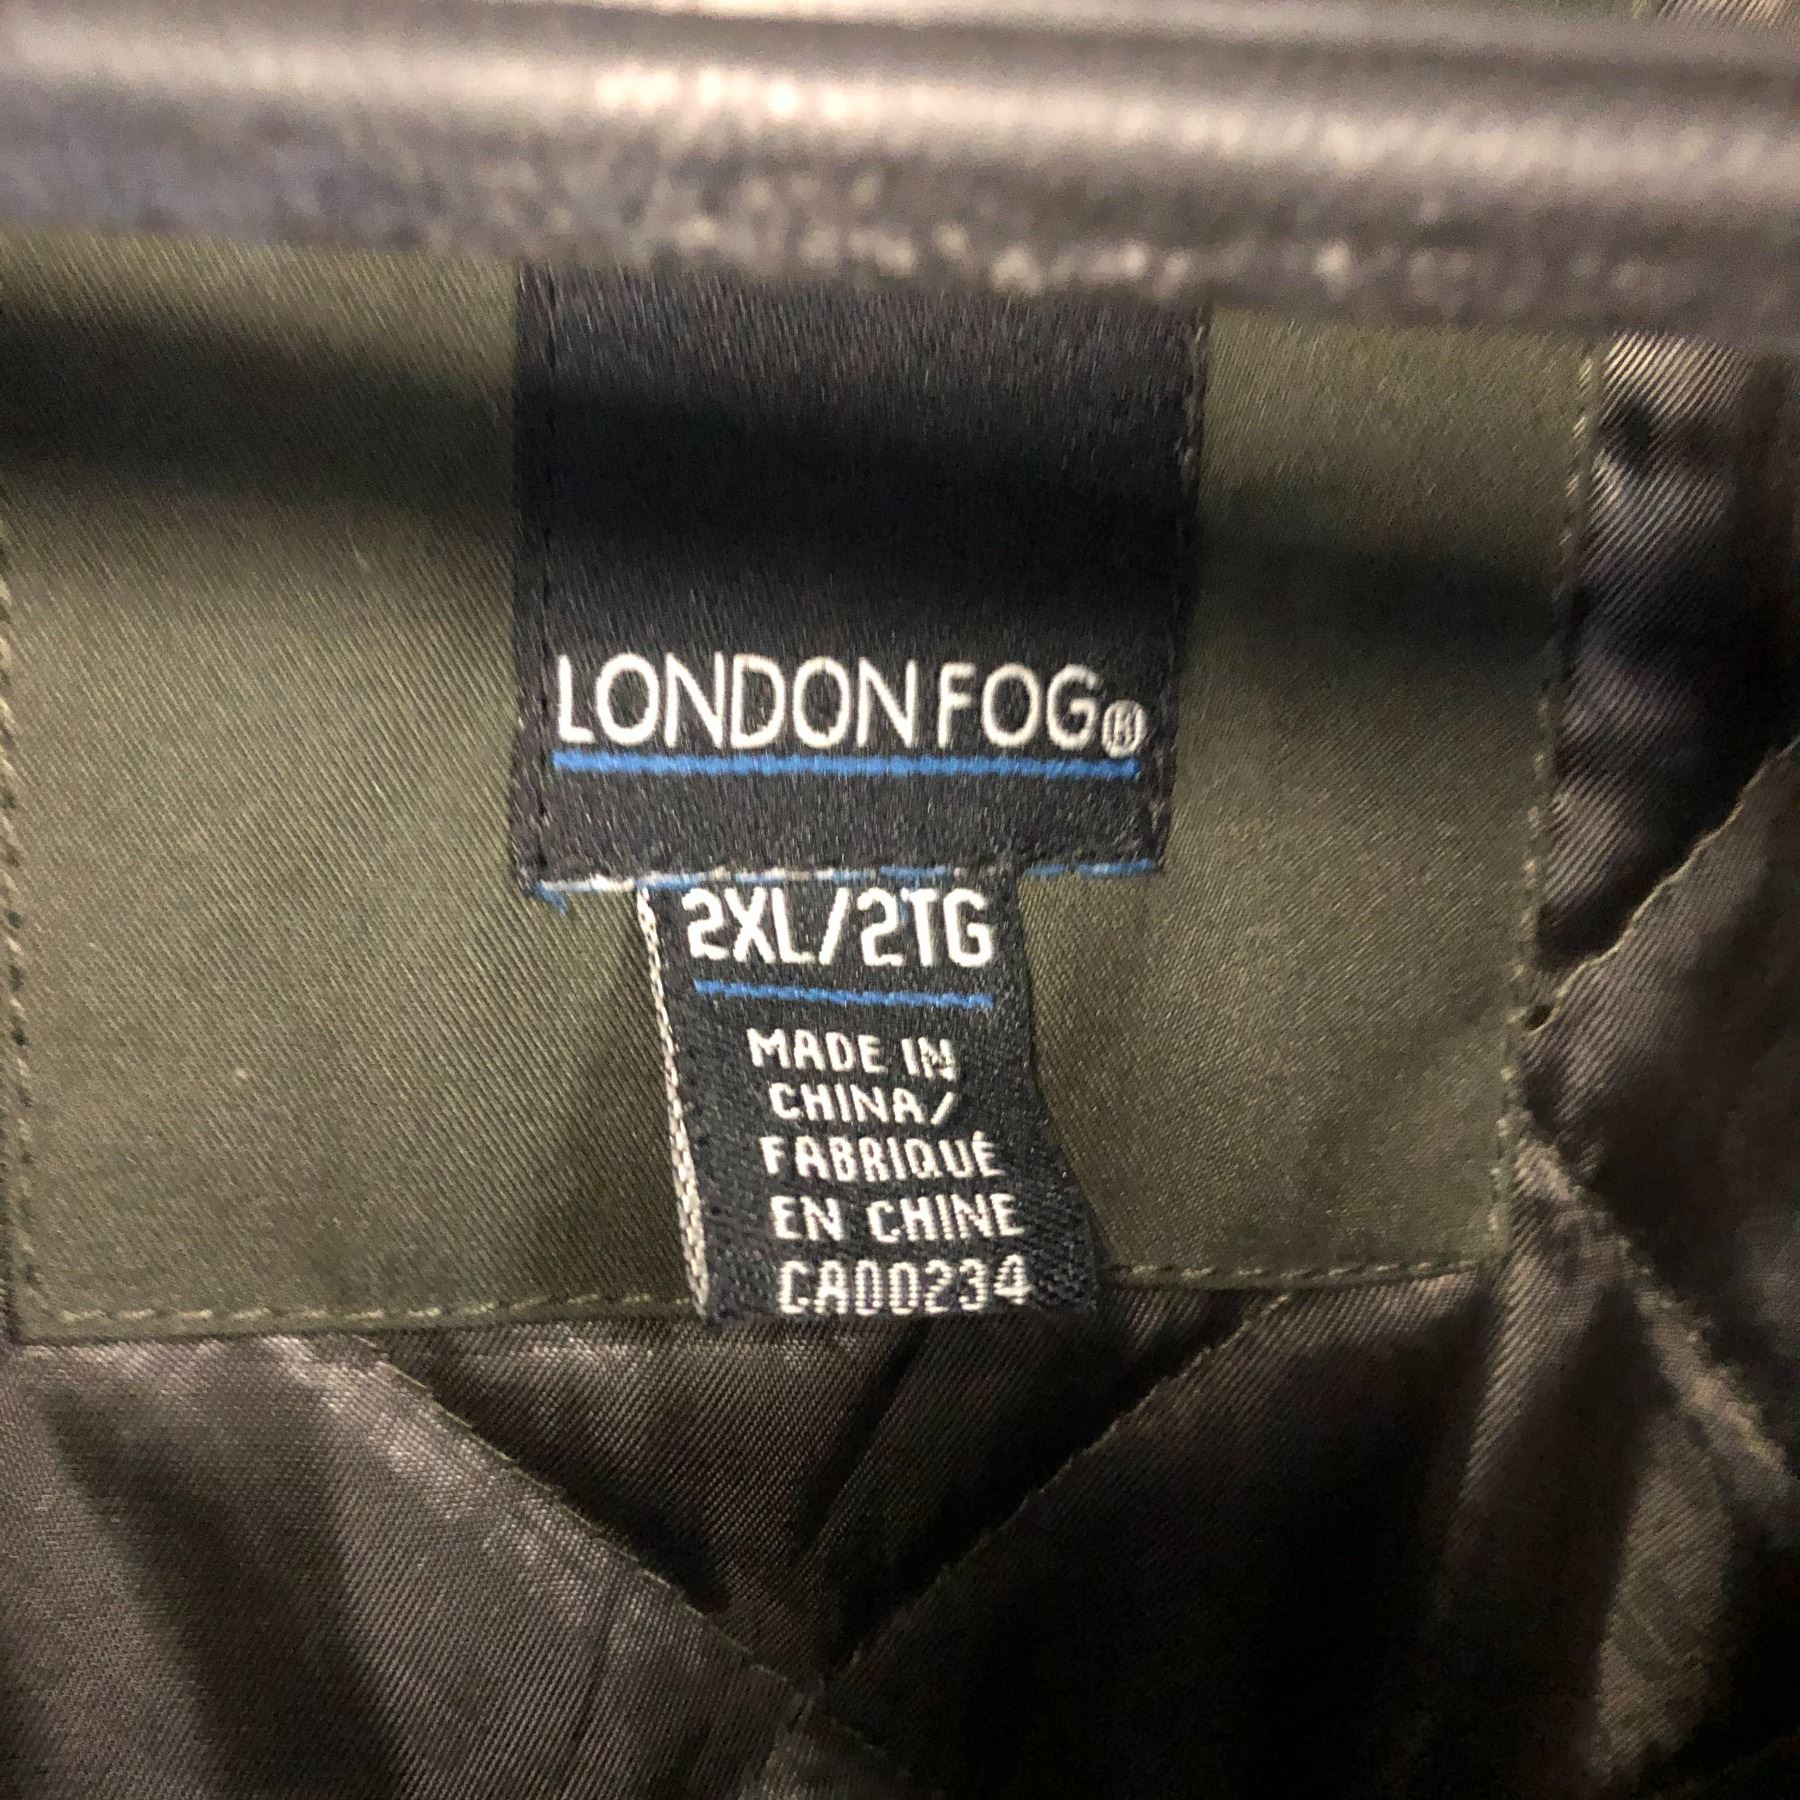 LONDON FOG®
2XL/2TG
MADE IN
CHINA/
FABRIQUÉ
EN CHINE
CA00234